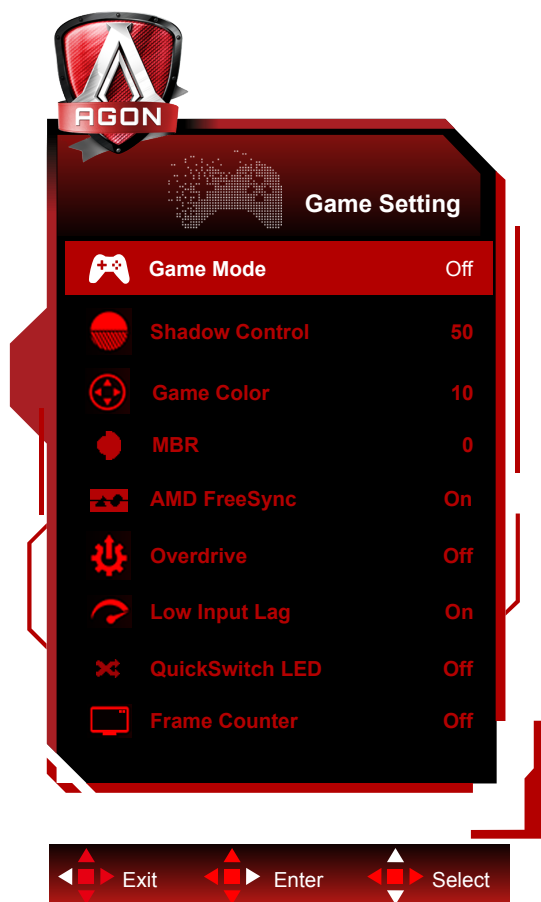 AGON
Game Setting
Game Mode Off
Shadow Control 50
Game Color 10
MBR 0
AMD FreeSync On
Overdrive Off
Low Input Lag On
QuickSwitch LED Off
Frame Counter Off
Exit Enter Select